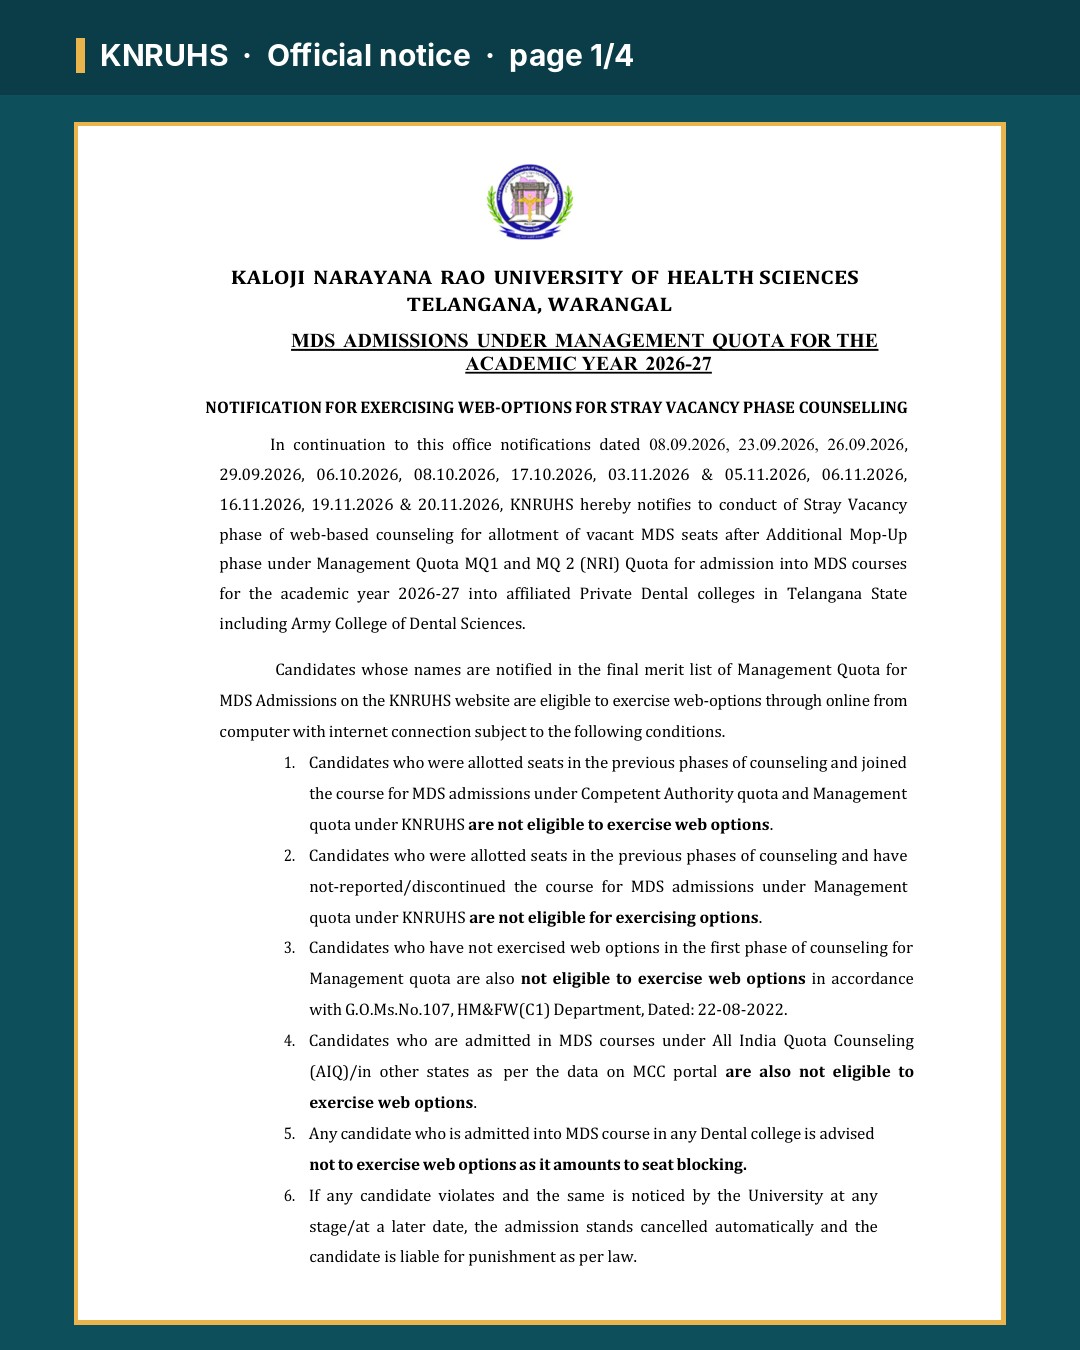 KNRUHS · Official notice · page 1/4
KALOJI NARAYANA RAO UNIVERSITY OF HEALTH SCIENCES
TELANGANA, WARANGAL
MDS ADMISSIONS UNDER MANAGEMENT QUOTA FOR THE
ACADEMIC YEAR 2026-27
NOTIFICATION FOR EXERCISING WEB-OPTIONS FOR STRAY VACANCY PHASE COUNSELLING
In continuation to this office notifications dated 08.09.2026, 23.09.2026, 26.09.2026,
29.09.2026, 06.10.2026, 08.10.2026, 17.10.2026, 03.11.2026 & 05.11.2026, 06.11.2026,
16.11.2026, 19.11.2026 & 20.11.2026, KNRUHS hereby notifies to conduct of Stray Vacancy
phase of web-based counseling for allotment of vacant MDS seats after Additional Mop-Up
phase under Management Quota MQ1 and MQ 2 (NRI) Quota for admission into MDS courses
for the academic year 2026-27 into affiliated Private Dental colleges in Telangana State
including Army College of Dental Sciences.
Candidates whose names are notified in the final merit list of Management Quota for
MDS Admissions on the KNRUHS website are eligible to exercise web-options through online from
computer with internet connection subject to the following conditions.
1. Candidates who were allotted seats in the previous phases of counseling and joined
the course for MDS admissions under Competent Authority quota and Management
quota under KNRUHS are not eligible to exercise web options.
2. Candidates who were allotted seats in the previous phases of counseling and have
not-reported/discontinued the course for MDS admissions under Management
quota under KNRUHS are not eligible for exercising options.
3. Candidates who have not exercised web options in the first phase of counseling for
Management quota are also not eligible to exercise web options in accordance
with G.O.Ms.No.107, HM&FW(C1) Department, Dated: 22-08-2022.
4. Candidates who are admitted in MDS courses under All India Quota Counseling
(AIQ)/in other states as per the data on MCC portal are also not eligible to
exercise web options.
5. Any candidate who is admitted into MDS course in any Dental college is advised
not to exercise web options as it amounts to seat blocking.
6. If any candidate violates and the same is noticed by the University at any
stage/at a later date, the admission stands cancelled automatically and the
candidate is liable for punishment as per law.